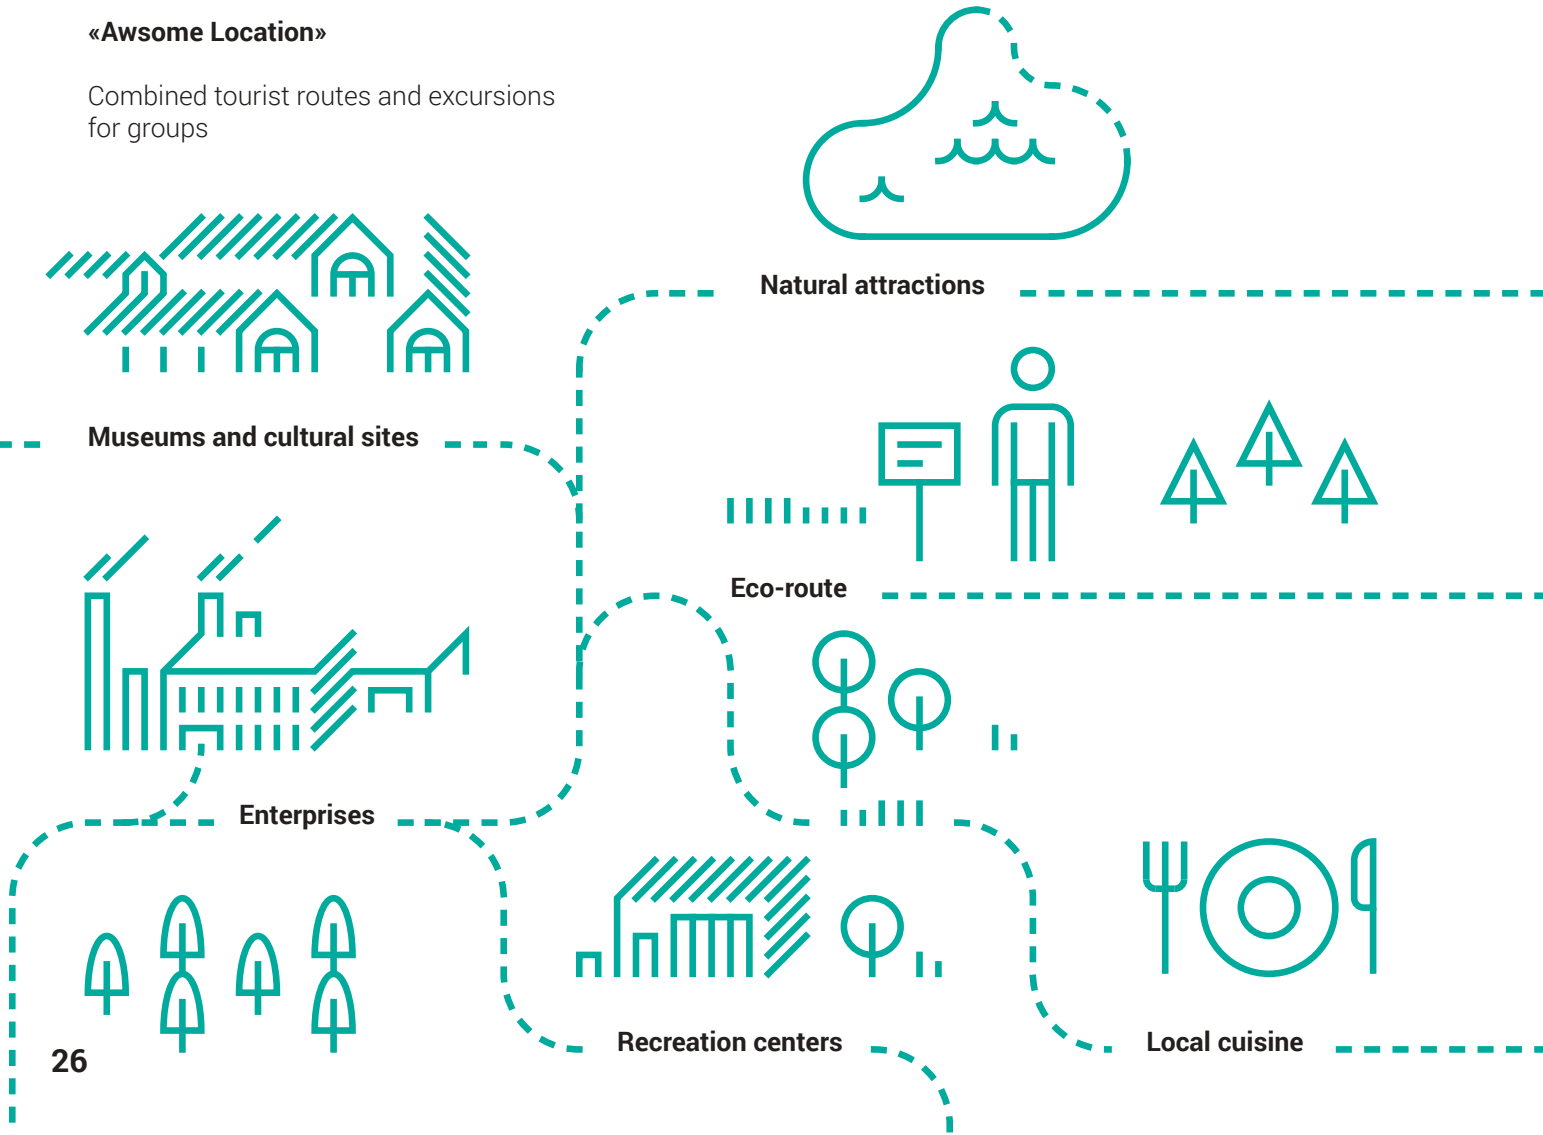 «Awsome Location»
Combined tourist routes and excursions
for groups
Natural attractions
Museums and cultural sites
Eco-route
Enterprises
Recreation centers
Local cuisine
26